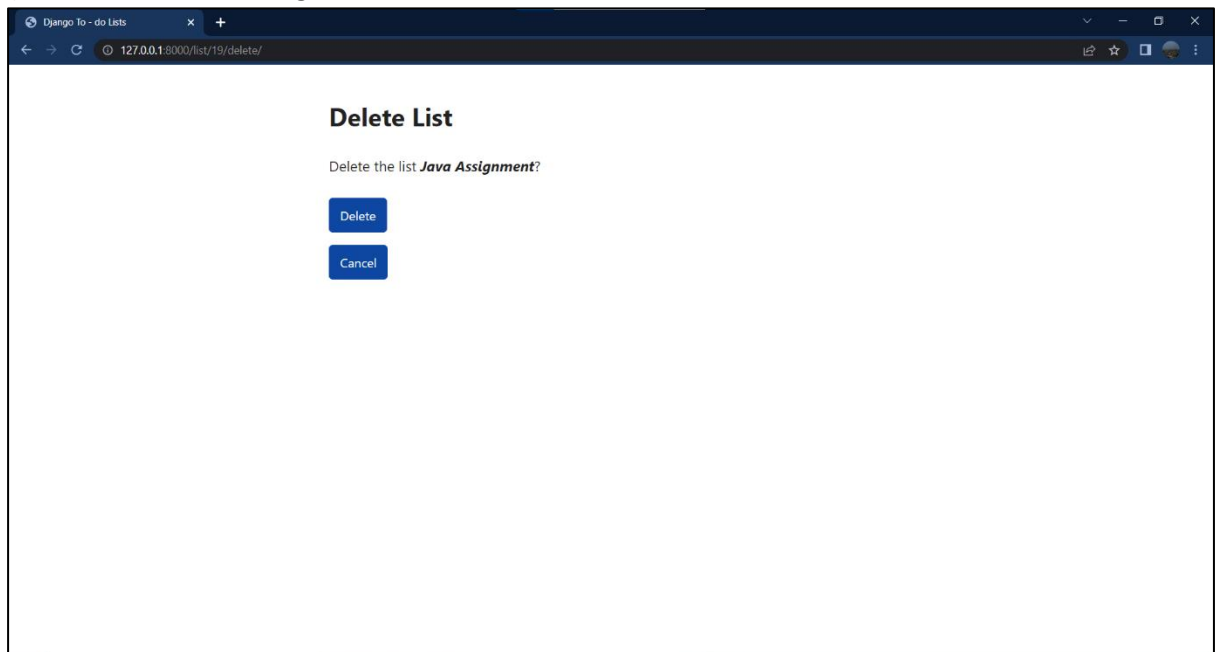 Django To - do Lists
127.0.0.1:8000/list/19/delete/
Delete List
Delete the list Java Assignment?
Delete
Cancel